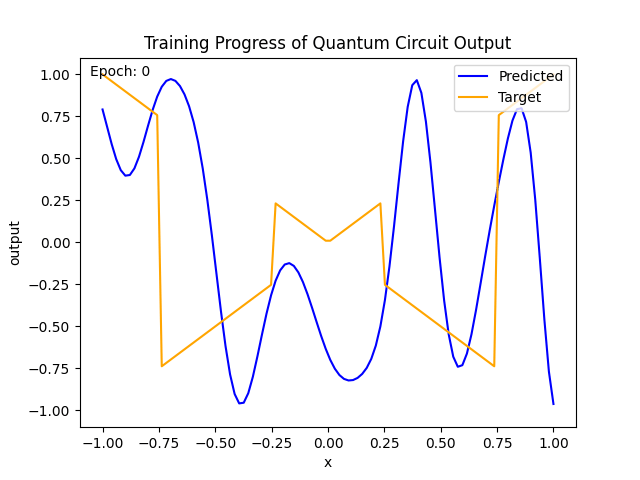 Training Progress of Quantum Circuit Output
Epoch: 0
Predicted
Target
1.00
0.75
0.50
0.25
0.00
−0.25
−0.50
−0.75
−1.00
output
−1.00 −0.75 −0.50 −0.25 0.00 0.25 0.50 0.75 1.00
x